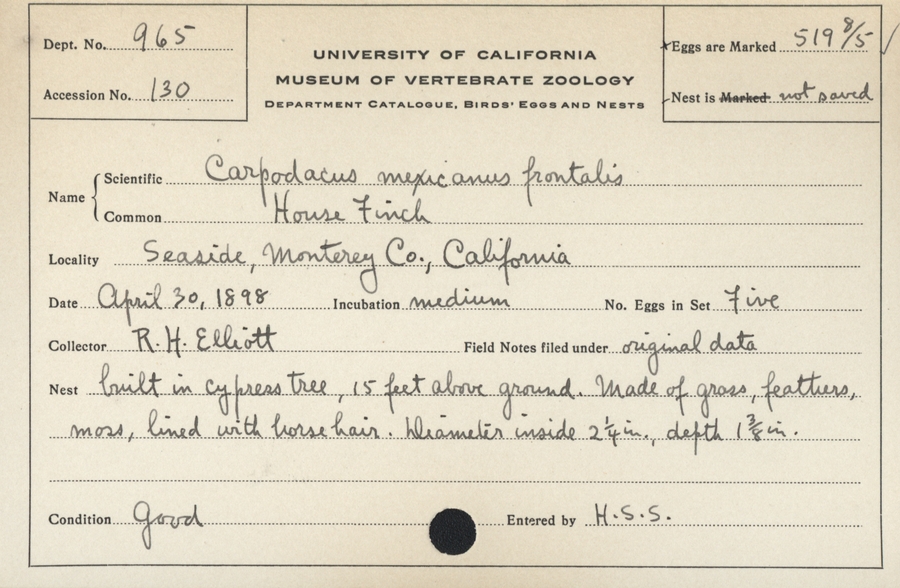 Dept. No. 965
Accession No. 130
UNIVERSITY OF CALIFORNIA
MUSEUM OF VERTEBRATE ZOOLOGY
DEPARTMENT CATALOGUE, BIRDS' EGGS AND NESTS
Eggs are Marked 519 8/5 ✓
Nest is Marked not saved
Name { Scientific Carpodacus mexicanus frontalis
Common House Finch
Locality Seaside, Monterey Co., California
Date April 30, 1898 Incubation medium No. Eggs in Set Five
Collector R. H. Elliott Field Notes filed under original data
Nest built in cypress tree, 15 feet above ground. Made of grass, feathers,
moss, lined with horse hair. Diameter inside 2 1/4 in., depth 1 3/8 in.
Condition Good Entered by H.S.S.